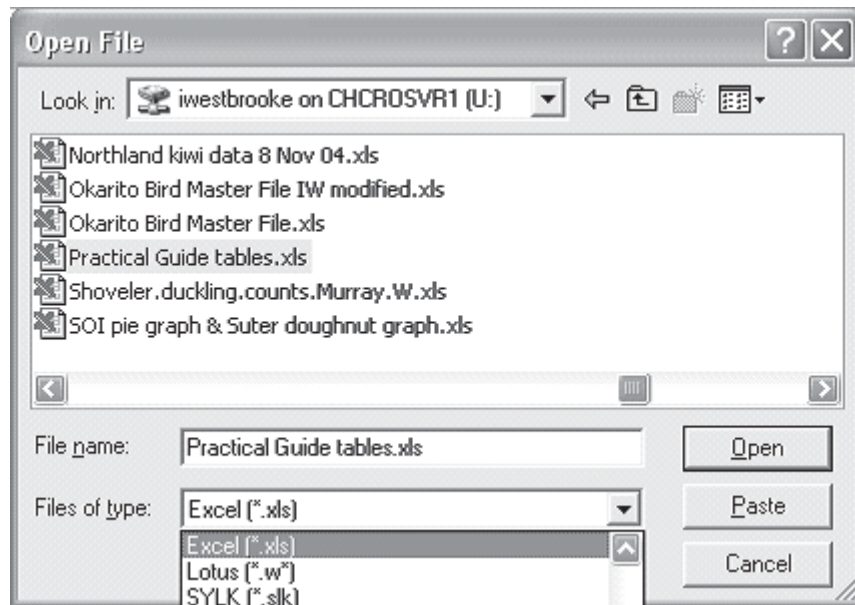 Open File
Look in: iwestbrooke on CHCROSVR1 (U:)
Northland kiwi data 8 Nov 04.xls
Okarito Bird Master File IW modified.xls
Okarito Bird Master File.xls
Practical Guide tables.xls
Shoveler.duckling.counts.Murray.W.xls
SOI pie graph & Suter doughnut graph.xls
File name: Practical Guide tables.xls Open
Files of type: Excel (*.xls) Paste
Excel (*.xls)
Lotus (*.w*) Cancel
SYLK (*.slk)